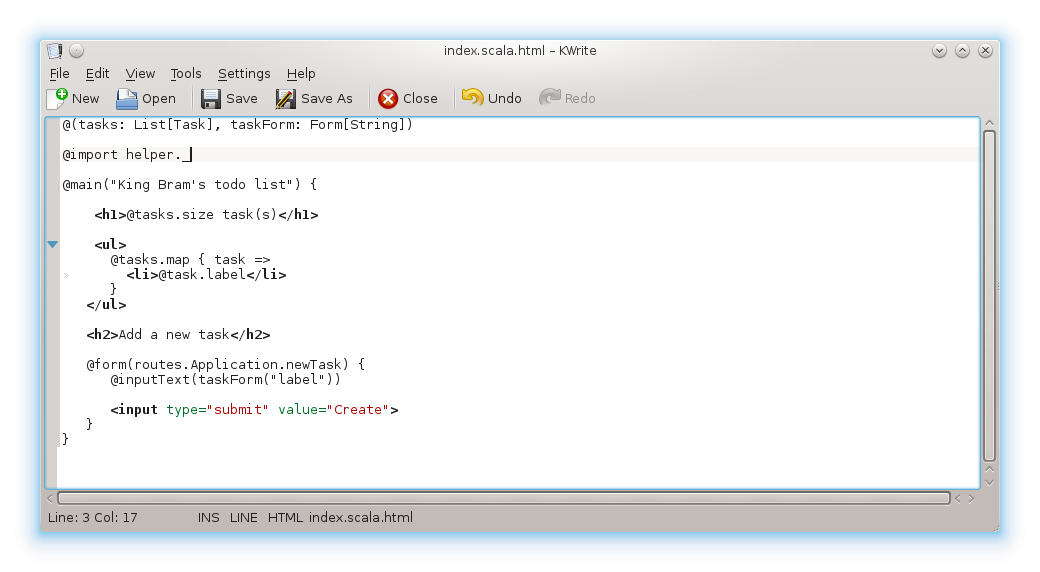 index.scala.html – KWrite
File Edit View Tools Settings Help
New Open Save Save As Close Undo Redo
@(tasks: List[Task], taskForm: Form[String])
@import helper._
@main("King Bram's todo list") {
<h1>@tasks.size task(s)</h1>
<ul>
@tasks.map { task =>
<li>@task.label</li>
}
</ul>
<h2>Add a new task</h2>
@form(routes.Application.newTask) {
@inputText(taskForm("label"))
<input type="submit" value="Create">
}
}
Line: 3 Col: 17 INS LINE HTML index.scala.html